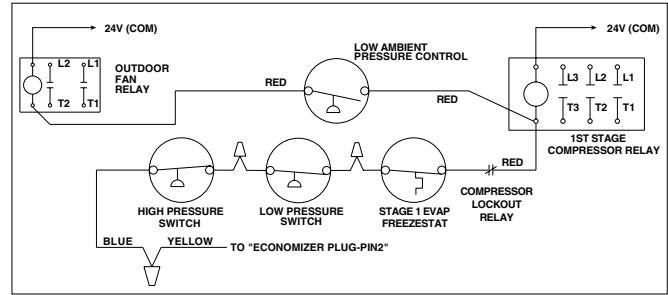 24V (COM)
24V (COM)
OUTDOOR
FAN
RELAY
L2
L1
T2
T1
LOW AMBIENT
PRESSURE CONTROL
RED
RED
L3
L2
L1
T3
T2
T1
1ST STAGE
COMPRESSOR RELAY
RED
HIGH PRESSURE
SWITCH
LOW PRESSURE
SWITCH
STAGE 1 EVAP
FREEZESTAT
COMPRESSOR
LOCKOUT
RELAY
BLUE
YELLOW
TO "ECONOMIZER PLUG-PIN2"